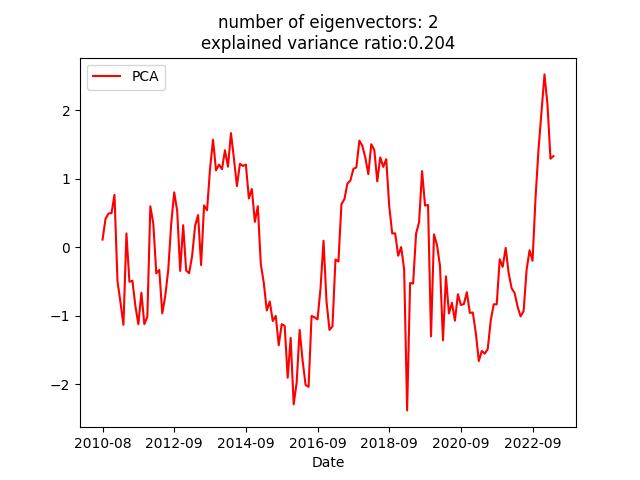 number of eigenvectors: 2
explained variance ratio:0.204
PCA
2
1
0
−1
−2
2010-08 2012-09 2014-09 2016-09 2018-09 2020-09 2022-09
Date